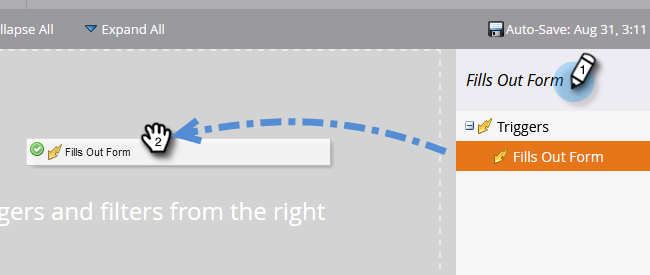 llapse All
Expand All
Auto-Save: Aug 31, 3:11
Fills Out Form
1
Triggers
Fills Out Form
2
Fills Out Form
ggers and filters from the right